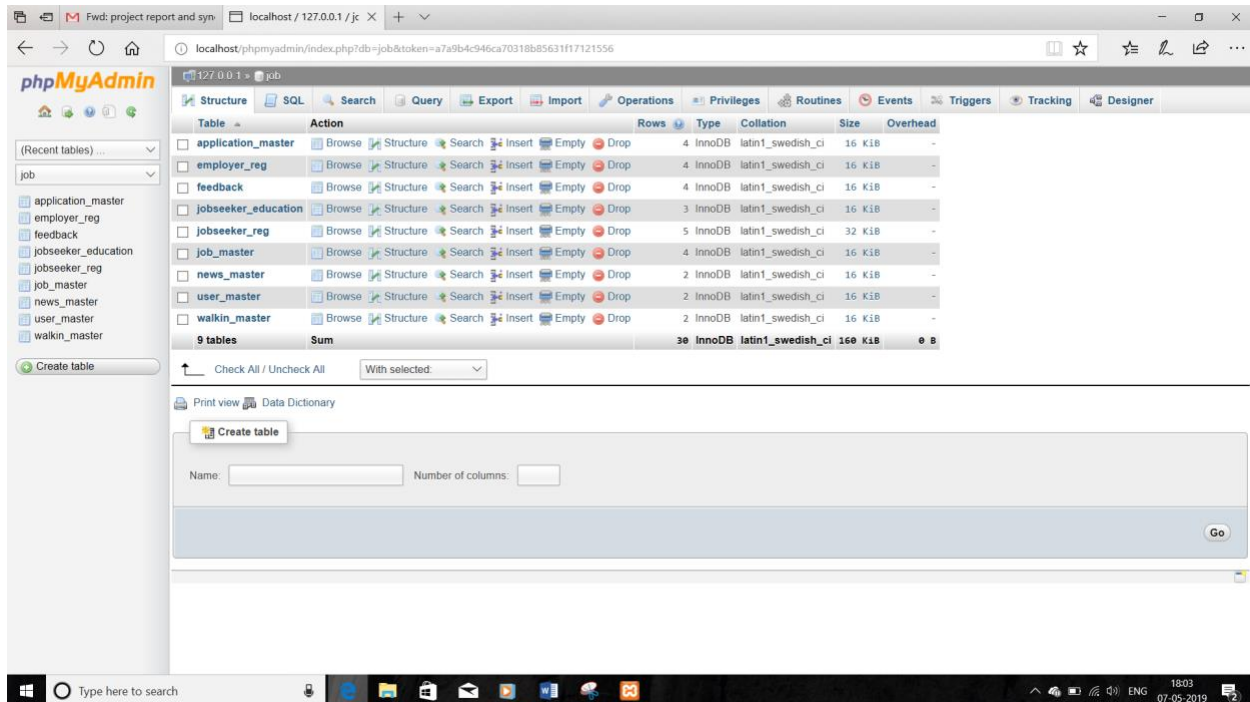 Fwd: project report and syn
localhost / 127.0.0.1 / jc
localhost/phpmyadmin/index.php?db=job&token=a7a9b4c946ca70318b85631f17121556
phpMyAdmin
(Recent tables) ...
job
application_master
employer_reg
feedback
jobseeker_education
jobseeker_reg
job_master
news_master
user_master
walkin_master
Create table
127.0.0.1 » job
Structure SQL Search Query Export Import Operations Privileges Routines Events Triggers Tracking Designer
Table Action Rows Type Collation Size Overhead
application_master Browse Structure Search Insert Empty Drop 4 InnoDB latin1_swedish_ci 16 KiB -
employer_reg Browse Structure Search Insert Empty Drop 4 InnoDB latin1_swedish_ci 16 KiB -
feedback Browse Structure Search Insert Empty Drop 4 InnoDB latin1_swedish_ci 16 KiB -
jobseeker_education Browse Structure Search Insert Empty Drop 3 InnoDB latin1_swedish_ci 16 KiB -
jobseeker_reg Browse Structure Search Insert Empty Drop 5 InnoDB latin1_swedish_ci 32 KiB -
job_master Browse Structure Search Insert Empty Drop 4 InnoDB latin1_swedish_ci 16 KiB -
news_master Browse Structure Search Insert Empty Drop 2 InnoDB latin1_swedish_ci 16 KiB -
user_master Browse Structure Search Insert Empty Drop 2 InnoDB latin1_swedish_ci 16 KiB -
walkin_master Browse Structure Search Insert Empty Drop 2 InnoDB latin1_swedish_ci 16 KiB -
9 tables Sum 30 InnoDB latin1_swedish_ci 160 KiB 0 B
Check All / Uncheck All With selected:
Print view Data Dictionary
Create table
Name: Number of columns:
Go
Type here to search
ENG
18:03
07-05-2019
2